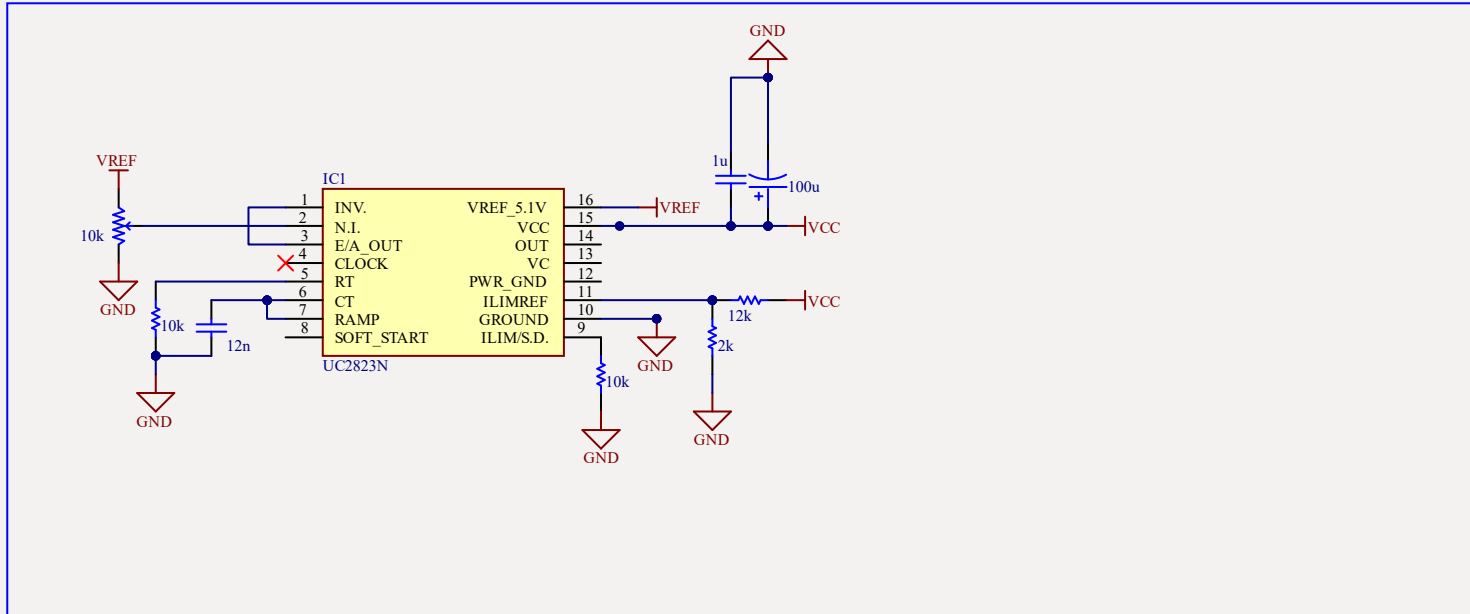 GND
1u
100u
VREF
IC1
10k
GND
1 INV. VREF_5.1V 16 VREF
2 N.I. VCC 15 VCC
3 E/A_OUT OUT 14
4 CLOCK VC 13
5 RT PWR_GND 12
6 CT ILIMREF 11 VCC
7 RAMP GROUND 10
8 SOFT_START ILIM/S.D. 9
10k
12n
12k
2k
GND
UC2823N
10k
GND
GND
GND
+